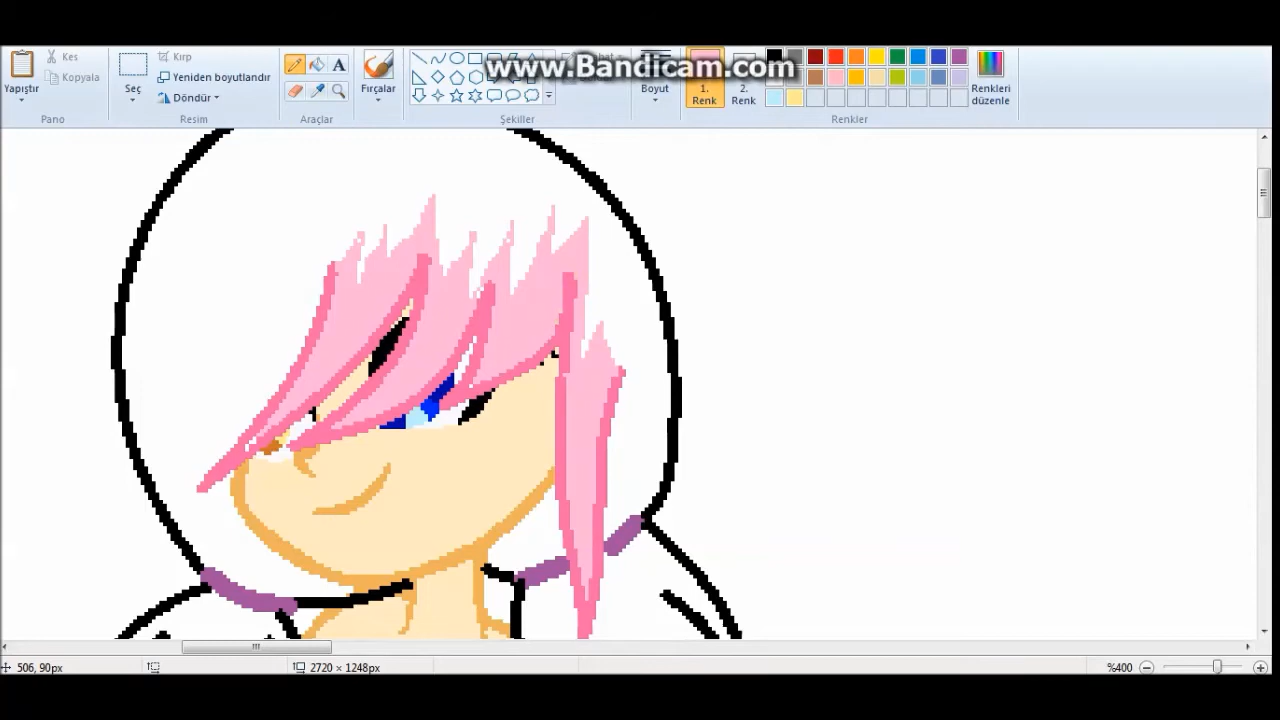 www.Bandicam.com
Yapıştır
Kes
Kopyala
Pano
Seç
Kırp
Yeniden boyutlandır
Döndür
Resim
A
Araçlar
Fırçalar
Şekiller
Boyut
1. Renk
2. Renk
Renkler
Renkleri düzenle
506, 90px
2720 × 1248px
%400